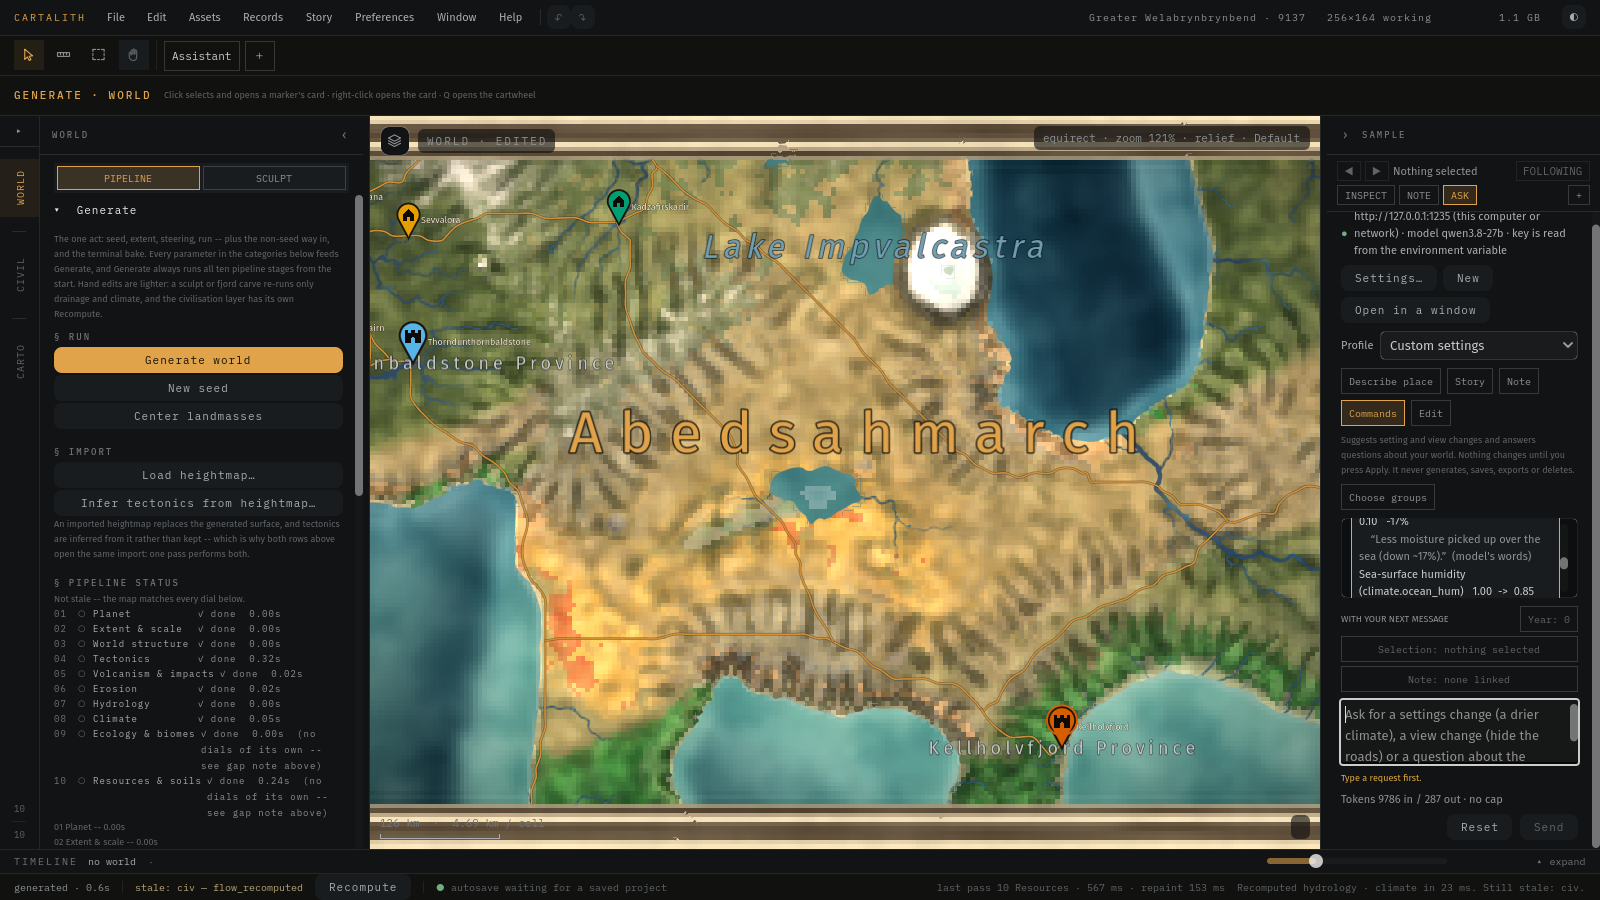 CARTALITH File Edit Assets Records Story Preferences Window Help
Greater Welabrynbrynbend · 9137 256×164 working 1.1 GB
Assistant +
GENERATE · WORLD Click selects and opens a marker's card · right-click opens the card · Q opens the cartwheel
WORLD
CIVIL
CARTO
10
10
WORLD
PIPELINE SCULPT
Generate
The one act: seed, extent, steering, run -- plus the non-seed way in,
and the terminal bake. Every parameter in the categories below feeds
Generate, and Generate always runs all ten pipeline stages from the
start. Hand edits are lighter: a sculpt or fjord carve re-runs only
drainage and climate, and the civilisation layer has its own
Recompute.
§ RUN
Generate world
New seed
Center landmasses
§ IMPORT
Load heightmap…
Infer tectonics from heightmap…
An imported heightmap replaces the generated surface, and tectonics
are inferred from it rather than kept -- which is why both rows above
open the same import: one pass performs both.
§ PIPELINE STATUS
Not stale -- the map matches every dial below.
01 ○ Planet √ done 0.00s
02 ○ Extent & scale √ done 0.00s
03 ○ World structure √ done 0.00s
04 ○ Tectonics √ done 0.32s
05 ○ Volcanism & impacts √ done 0.02s
06 ○ Erosion √ done 0.02s
07 ○ Hydrology √ done 0.00s
08 ○ Climate √ done 0.05s
09 ○ Ecology & biomes √ done 0.00s (no
dials of its own --
see gap note above)
10 ○ Resources & soils √ done 0.24s (no
dials of its own --
see gap note above)
01 Planet -- 0.00s
02 Extent & scale -- 0.00s
WORLD · EDITED
equirect · zoom 121% · relief · Default
ana
Sevvalora
Kadzafirskadir
Lake Impvalcastra
airn
Thorndunthornbaldstone
nbaldstone Province
Abedsahmarch
Kellholvfjord
Kellholvfjord Province
126 km · 4.69 km / cell
SAMPLE
◀ ▶ Nothing selected FOLLOWING
INSPECT NOTE ASK +
http://127.0.0.1:1235 (this computer or
network) · model qwen3.8-27b · key is read
from the environment variable
Settings… New
Open in a window
Profile Custom settings
Describe place Story Note
Commands Edit
Suggests setting and view changes and answers
questions about your world. Nothing changes until you
press Apply. It never generates, saves, exports or deletes.
Choose groups
0.10 -17%
“Less moisture picked up over the
sea (down ~17%).” (model's words)
Sea-surface humidity
(climate.ocean_hum) 1.00 -> 0.85
WITH YOUR NEXT MESSAGE Year: 0
Selection: nothing selected
Note: none linked
Ask for a settings change (a drier
climate), a view change (hide the
roads) or a question about the
Type a request first.
Tokens 9786 in / 287 out · no cap
Reset Send
TIMELINE no world ·
expand
generated · 0.6s stale: civ — flow_recomputed Recompute autosave waiting for a saved project
last pass 10 Resources · 567 ms · repaint 153 ms Recomputed hydrology · climate in 23 ms. Still stale: civ.